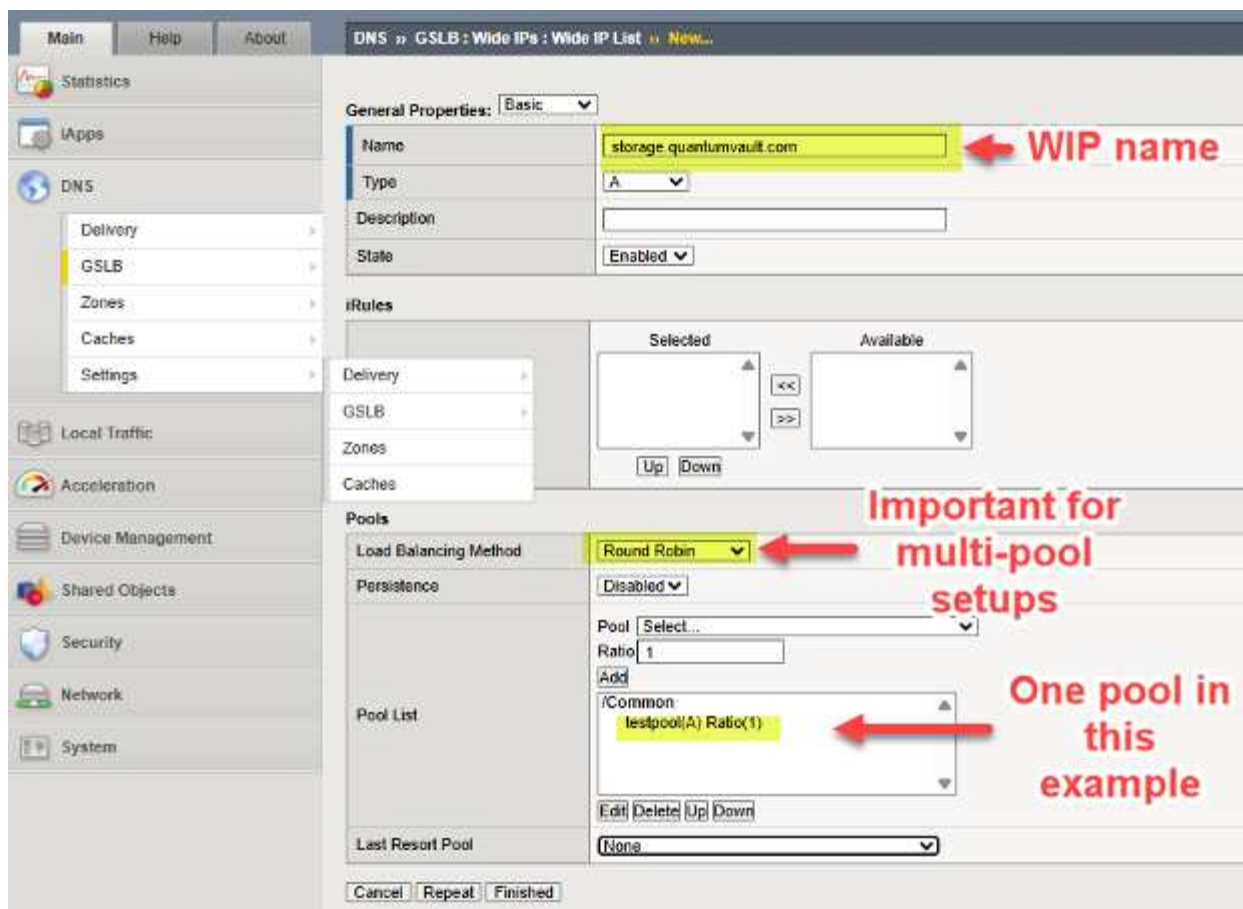 Main
Help
About
DNS » GSLB : Wide IPs : Wide IP List » New...
Statistics
iApps
DNS
Delivery
GSLB
Zones
Caches
Settings
Delivery
GSLB
Zones
Caches
Local Traffic
Acceleration
Device Management
Shared Objects
Security
Network
System
General Properties: Basic
Name storage.quantumvault.com
WIP name
Type A
Description
State Enabled
iRules
Selected Available
<<
>>
Up Down
Pools
Important for
multi-pool
setups
Load Balancing Method Round Robin
Persistence Disabled
Pool List
Pool Select...
Ratio 1
Add
/Common
testpool(A) Ratio(1)
One pool in
this
example
Edit Delete Up Down
Last Resort Pool None
Cancel Repeat Finished